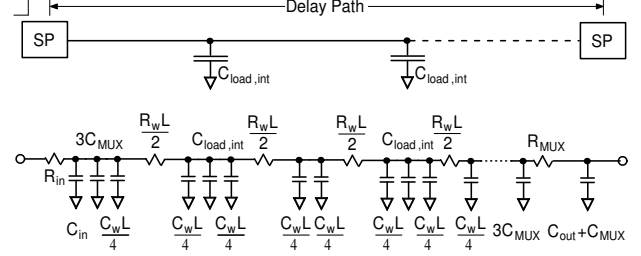 Delay Path
SP SP
C_load,int C_load,int
3C_MUX R_wL/2 C_load,int R_wL/2 R_wL/2 C_load,int R_wL/2 R_MUX
R_in
C_in C_wL/4 C_wL/4 C_wL/4 C_wL/4 C_wL/4 C_wL/4 C_wL/4 C_wL/4 3C_MUX C_out+C_MUX